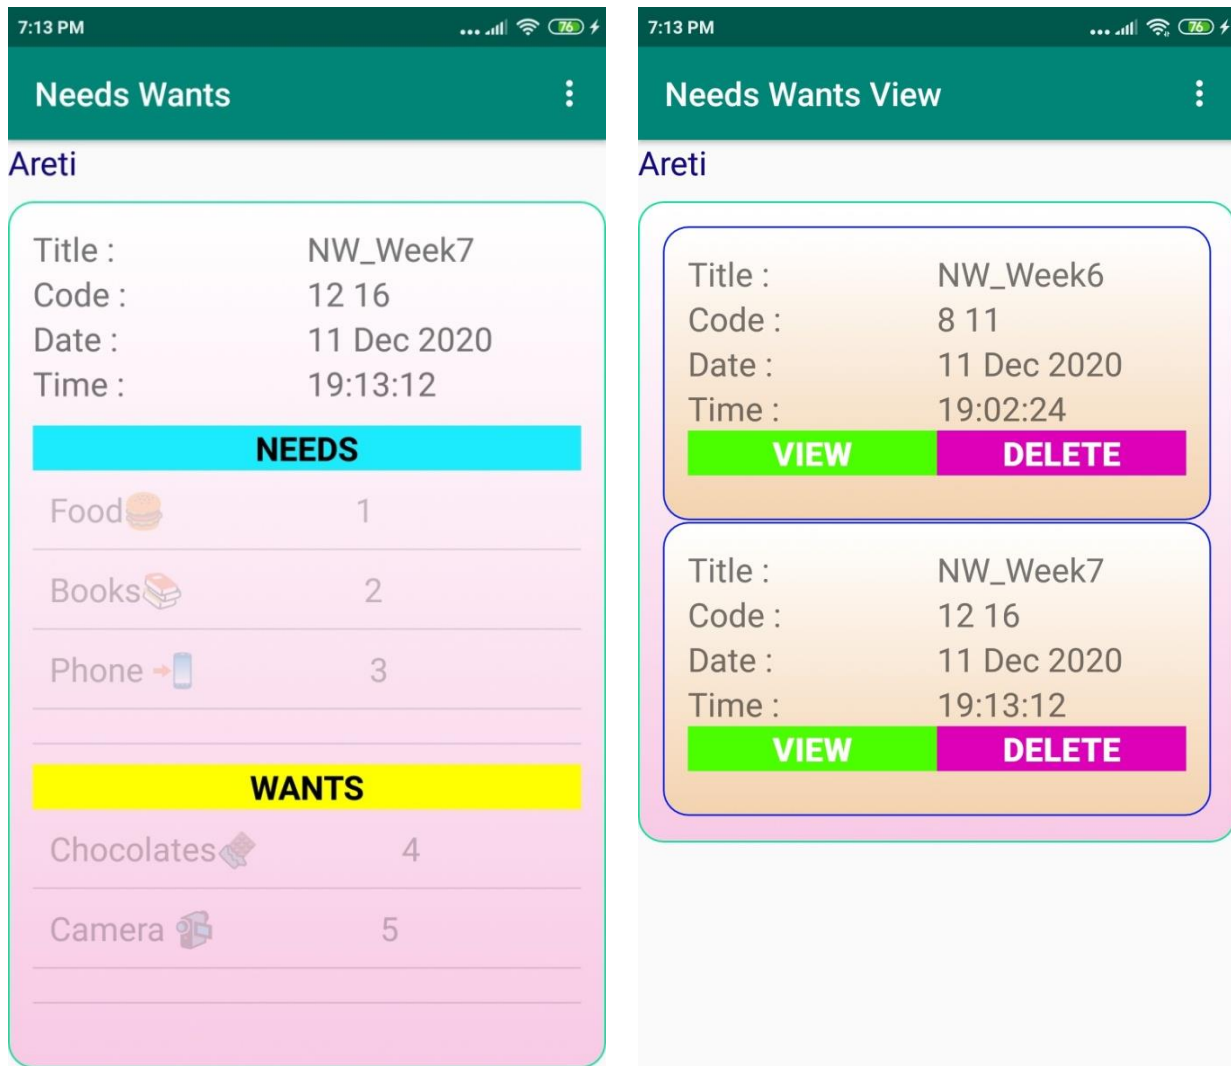 7:13 PM
76
Needs Wants
Areti
Title : NW_Week7
Code : 12 16
Date : 11 Dec 2020
Time : 19:13:12
NEEDS
Food🍔 1
Books📚 2
Phone 📲 3
WANTS
Chocolates🍫 4
Camera 📹 5
7:13 PM
76
Needs Wants View
Areti
Title : NW_Week6
Code : 8 11
Date : 11 Dec 2020
Time : 19:02:24
VIEW DELETE
Title : NW_Week7
Code : 12 16
Date : 11 Dec 2020
Time : 19:13:12
VIEW DELETE